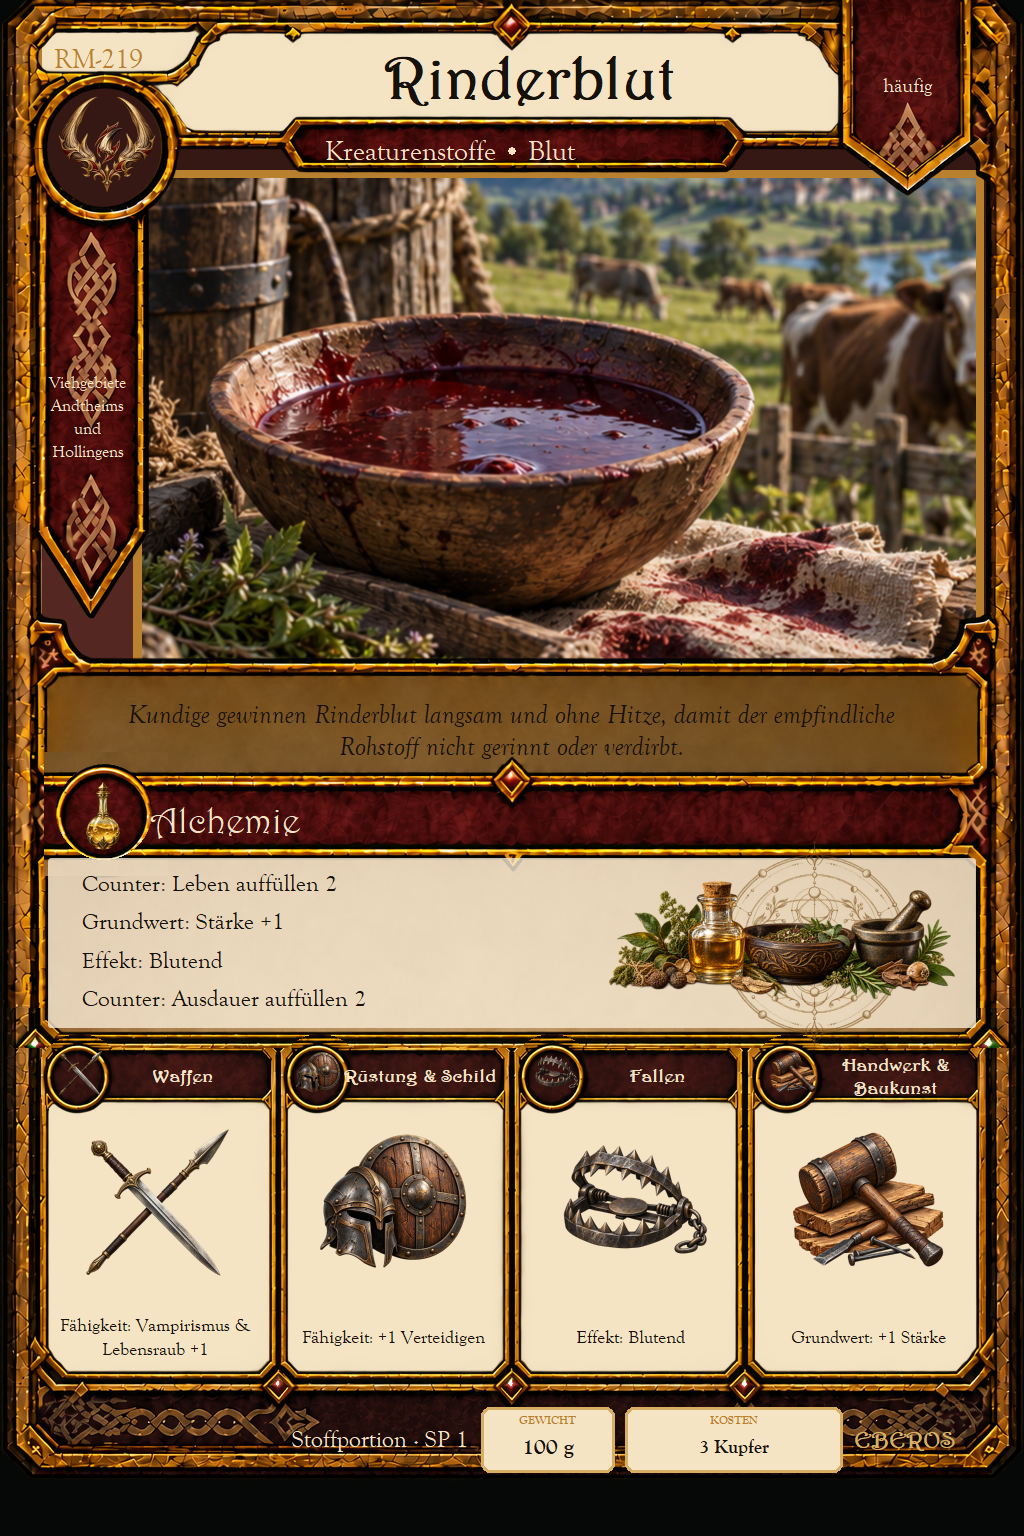 RM-219
Rinderblut
häufig
Kreaturenstoffe • Blut
Viehgebiete
Andtheims
und
Hollingens
Kundige gewinnen Rinderblut langsam und ohne Hitze, damit der empfindliche
Rohstoff nicht gerinnt oder verdirbt.
Alchemie
Counter: Leben auffüllen 2
Grundwert: Stärke +1
Effekt: Blutend
Counter: Ausdauer auffüllen 2
Waffen
Rüstung & Schild
Fallen
Handwerk &
Baukunst
Fähigkeit: Vampirismus &
Lebensraub +1
Fähigkeit: +1 Verteidigen
Effekt: Blutend
Grundwert: +1 Stärke
Stoffportion · SP 1
GEWICHT
100 g
KOSTEN
3 Kupfer
EBEROS